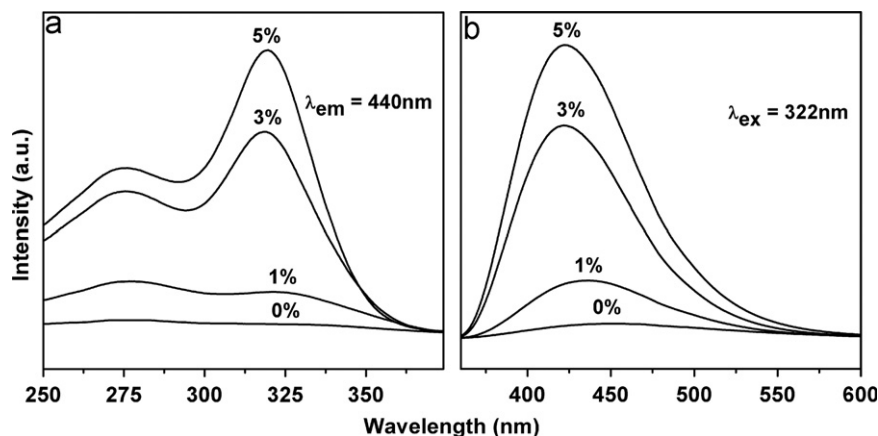 a
5%
λem = 440nm
3%
1%
0%
b
5%
3%
λex = 322nm
1%
0%
Intensity (a.u.)
250 275 300 325 350
400 450 500 550 600
Wavelength (nm)